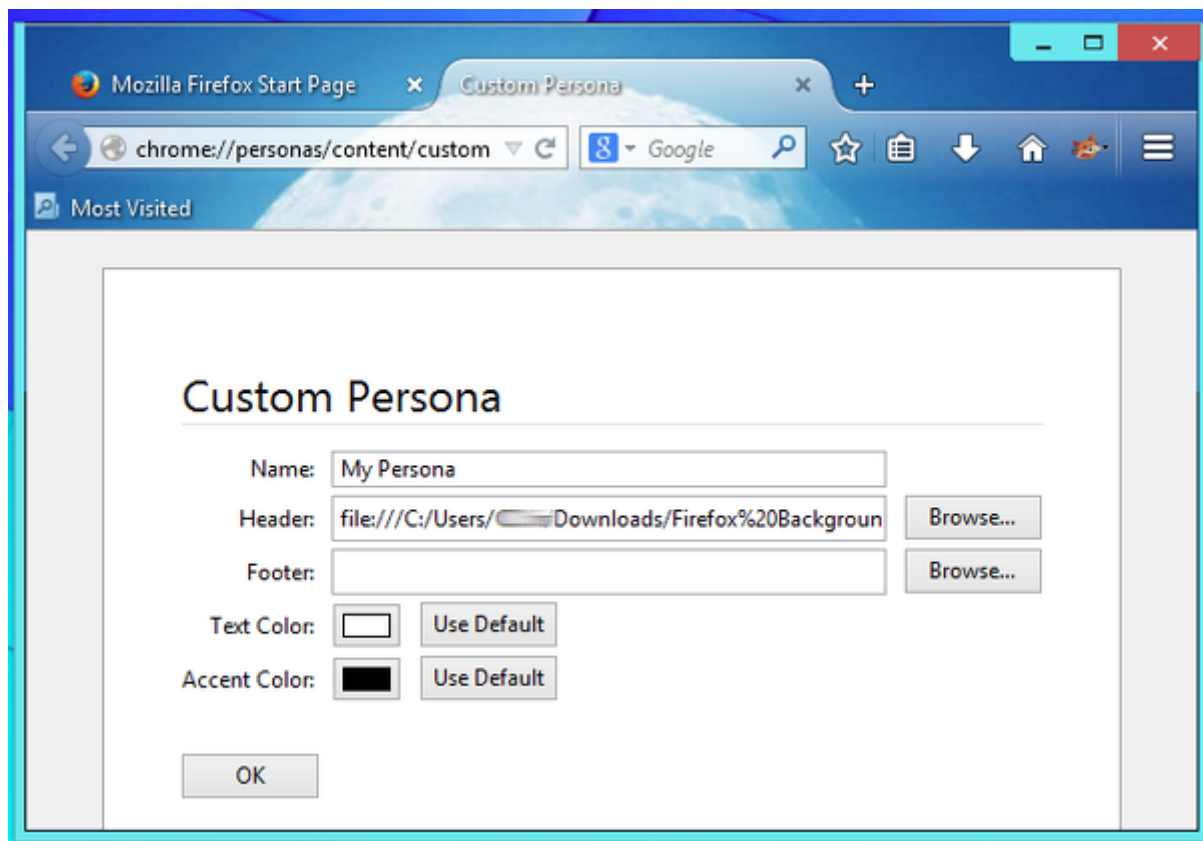 Mozilla Firefox Start Page
Custom Persona
chrome://personas/content/custom
8
Google
Most Visited
Custom Persona
Name: My Persona
Header: file:///C:/Users/ Downloads/Firefox%20Backgroun Browse...
Footer: Browse...
Text Color: Use Default
Accent Color: Use Default
OK